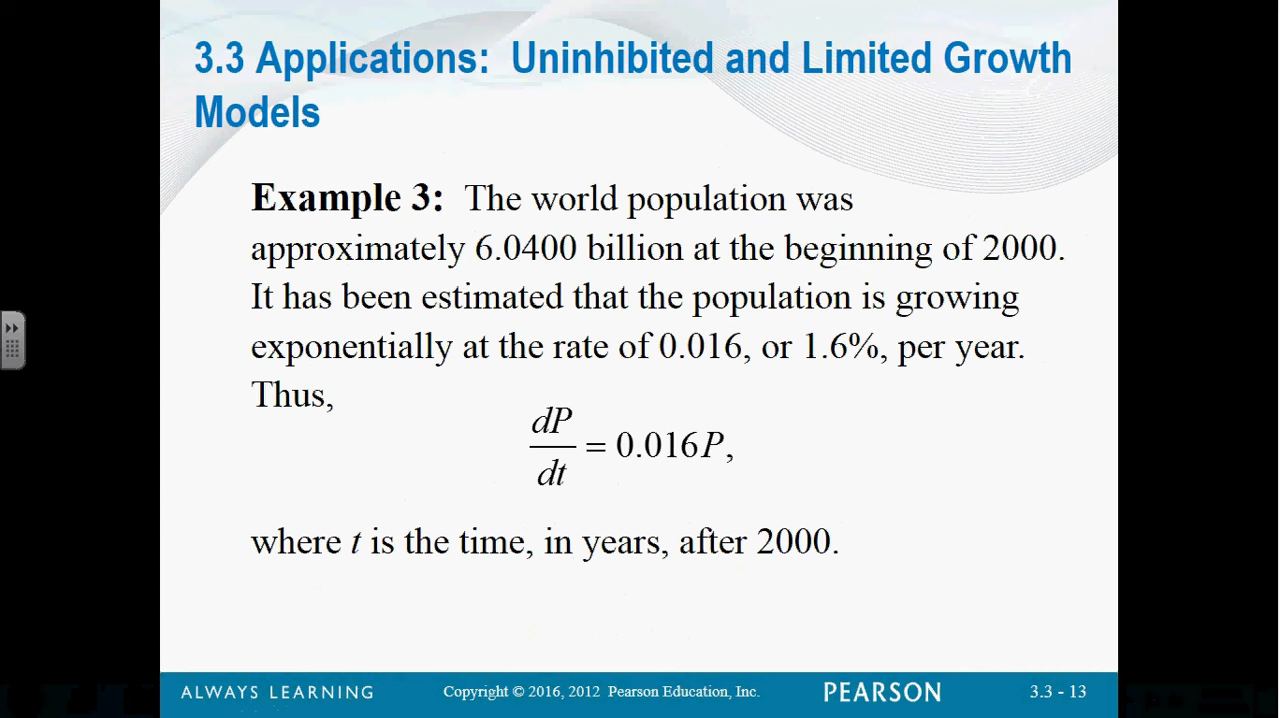 3.3 Applications:  Uninhibited and Limited Growth
Models
Example 3:  The world population was
approximately 6.0400 billion at the beginning of 2000.
It has been estimated that the population is growing
exponentially at the rate of 0.016, or 1.6%, per year.
Thus,
dP
dt
= 0.016P,
where t is the time, in years, after 2000.
ALWAYS LEARNING
Copyright © 2016, 2012  Pearson Education, Inc.
PEARSON
3.3 - 13